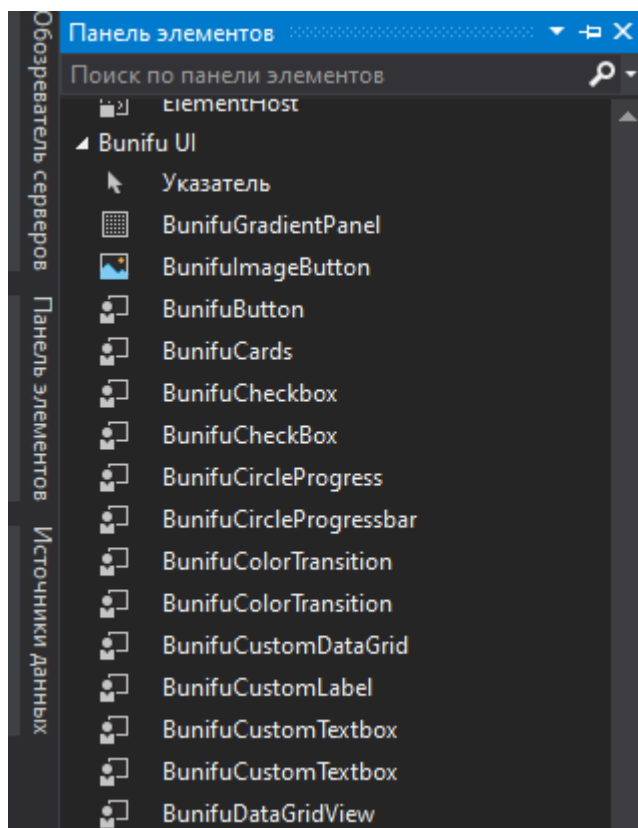 Обозреватель серверов
Панель элементов
Источники данных
Панель элементов
Поиск по панели элементов
ElementHost
Bunifu UI
Указатель
BunifuGradientPanel
BunifuImageButton
BunifuButton
BunifuCards
BunifuCheckbox
BunifuCheckBox
BunifuCircleProgress
BunifuCircleProgressbar
BunifuColorTransition
BunifuColorTransition
BunifuCustomDataGrid
BunifuCustomLabel
BunifuCustomTextbox
BunifuCustomTextbox
BunifuDataGridView